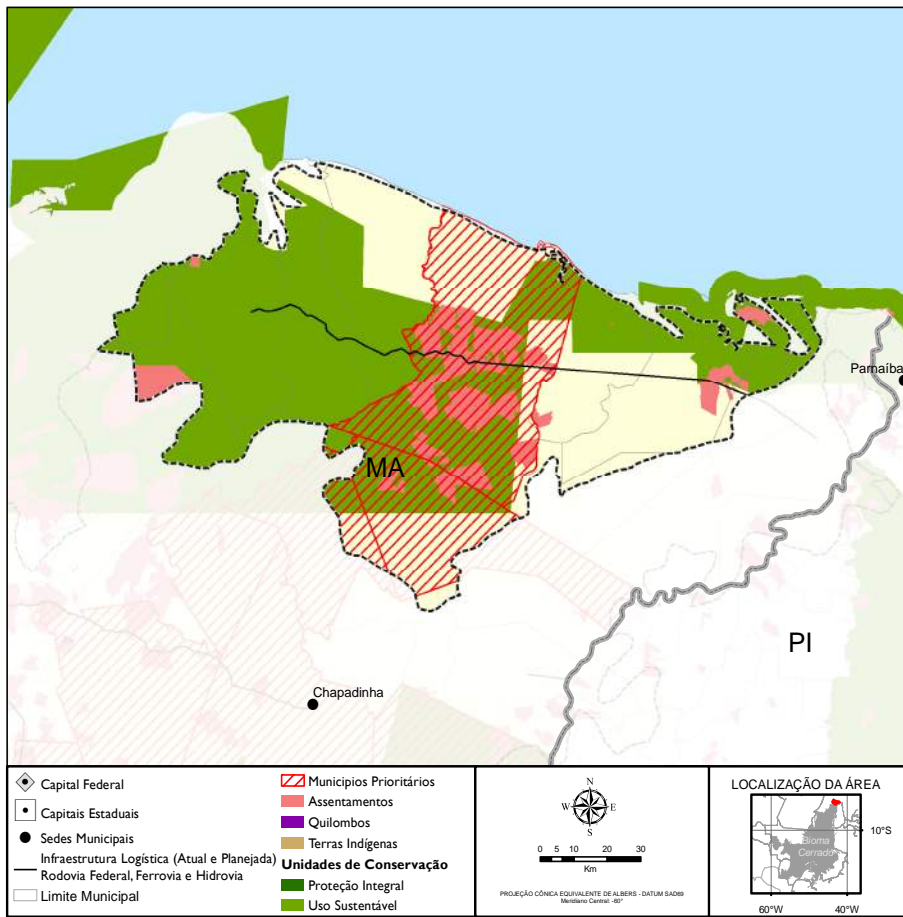 Parnaíba
MA
PI
Chapadinha
Capital Federal
Capitais Estaduais
Sedes Municipais
Infraestrutura Logística (Atual e Planejada)
Rodovia Federal, Ferrovia e Hidrovia
Limite Municipal
Municipios Prioritários
Assentamentos
Quilombos
Terras Indígenas
Unidades de Conservação
Proteção Integral
Uso Sustentável
N
W E
S
0 5 10 20 30
Km
PROJEÇÃO CÔNICA EQUIVALENTE DE ALBERS - DATUM SAD69
Meridiano Central: -60°
LOCALIZAÇÃO DA ÁREA
10°S
Bioma
Cerrado
60°W 40°W